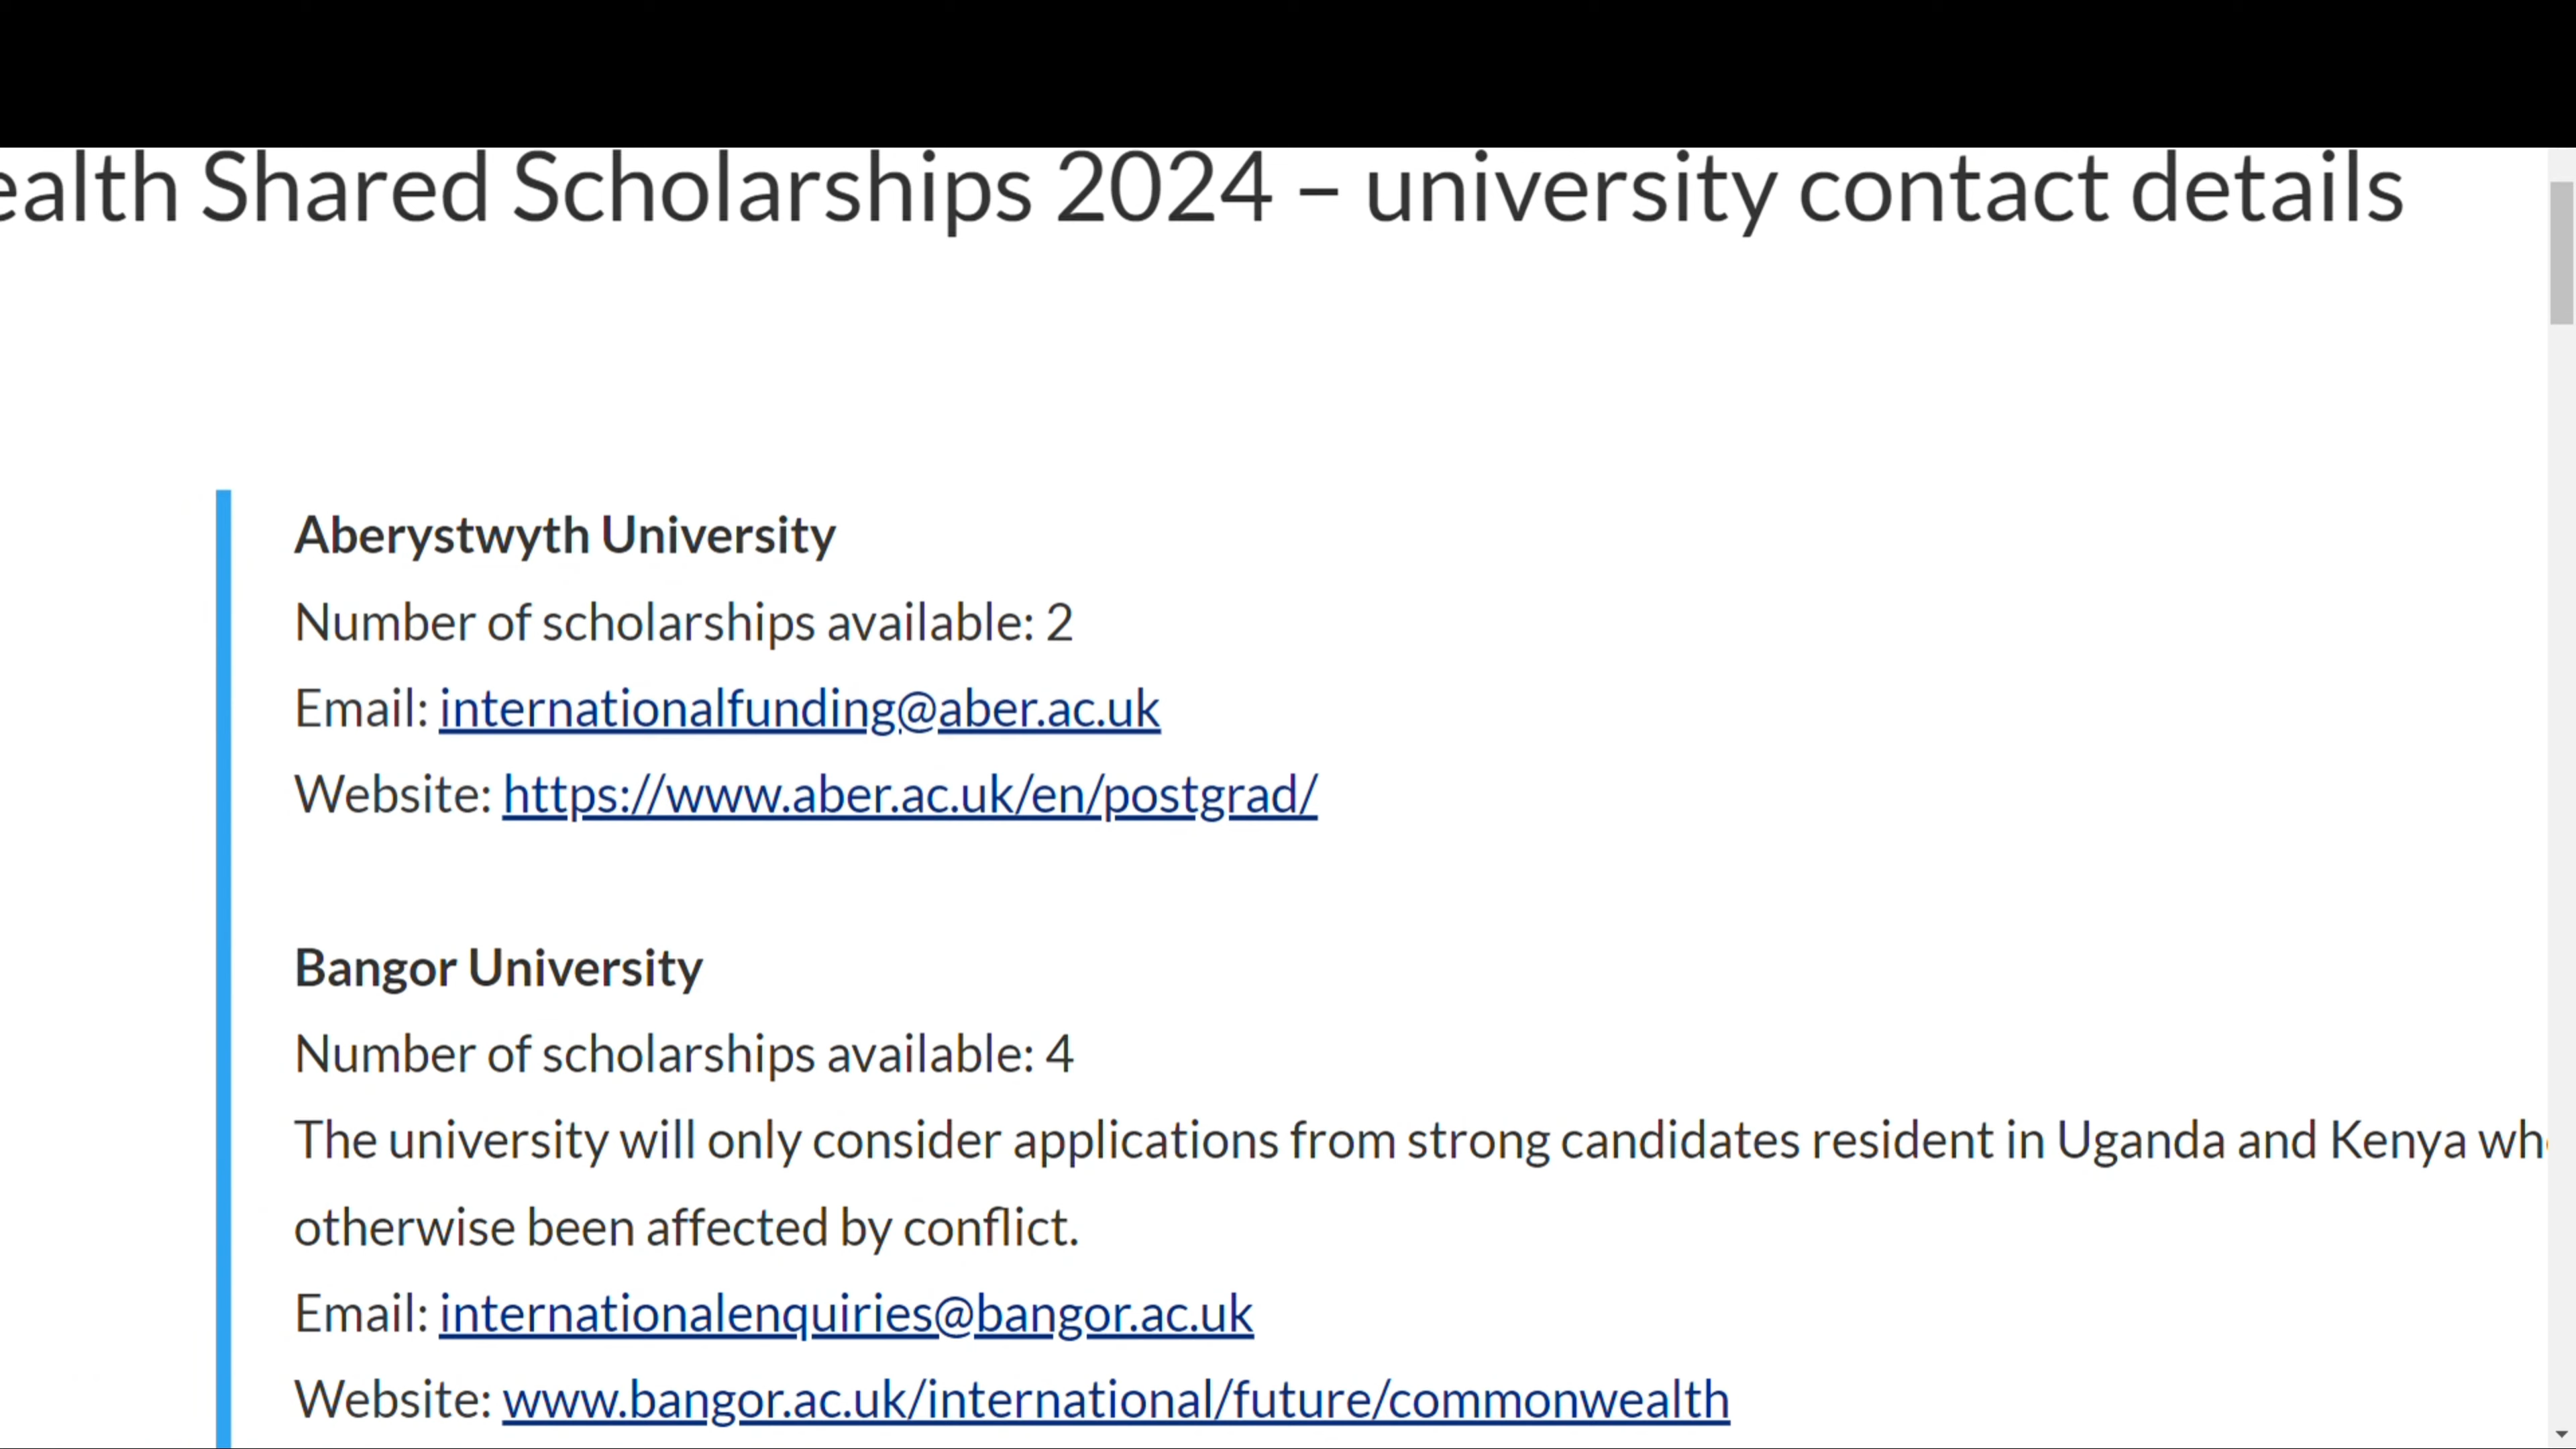 ealth Shared Scholarships 2024 – university contact details
Aberystwyth University
Number of scholarships available: 2
Email: internationalfunding@aber.ac.uk
Website: https://www.aber.ac.uk/en/postgrad/
Bangor University
Number of scholarships available: 4
The university will only consider applications from strong candidates resident in Uganda and Kenya
otherwise been affected by conflict.
Email: internationalenquiries@bangor.ac.uk
Website: www.bangor.ac.uk/international/future/commonwealth